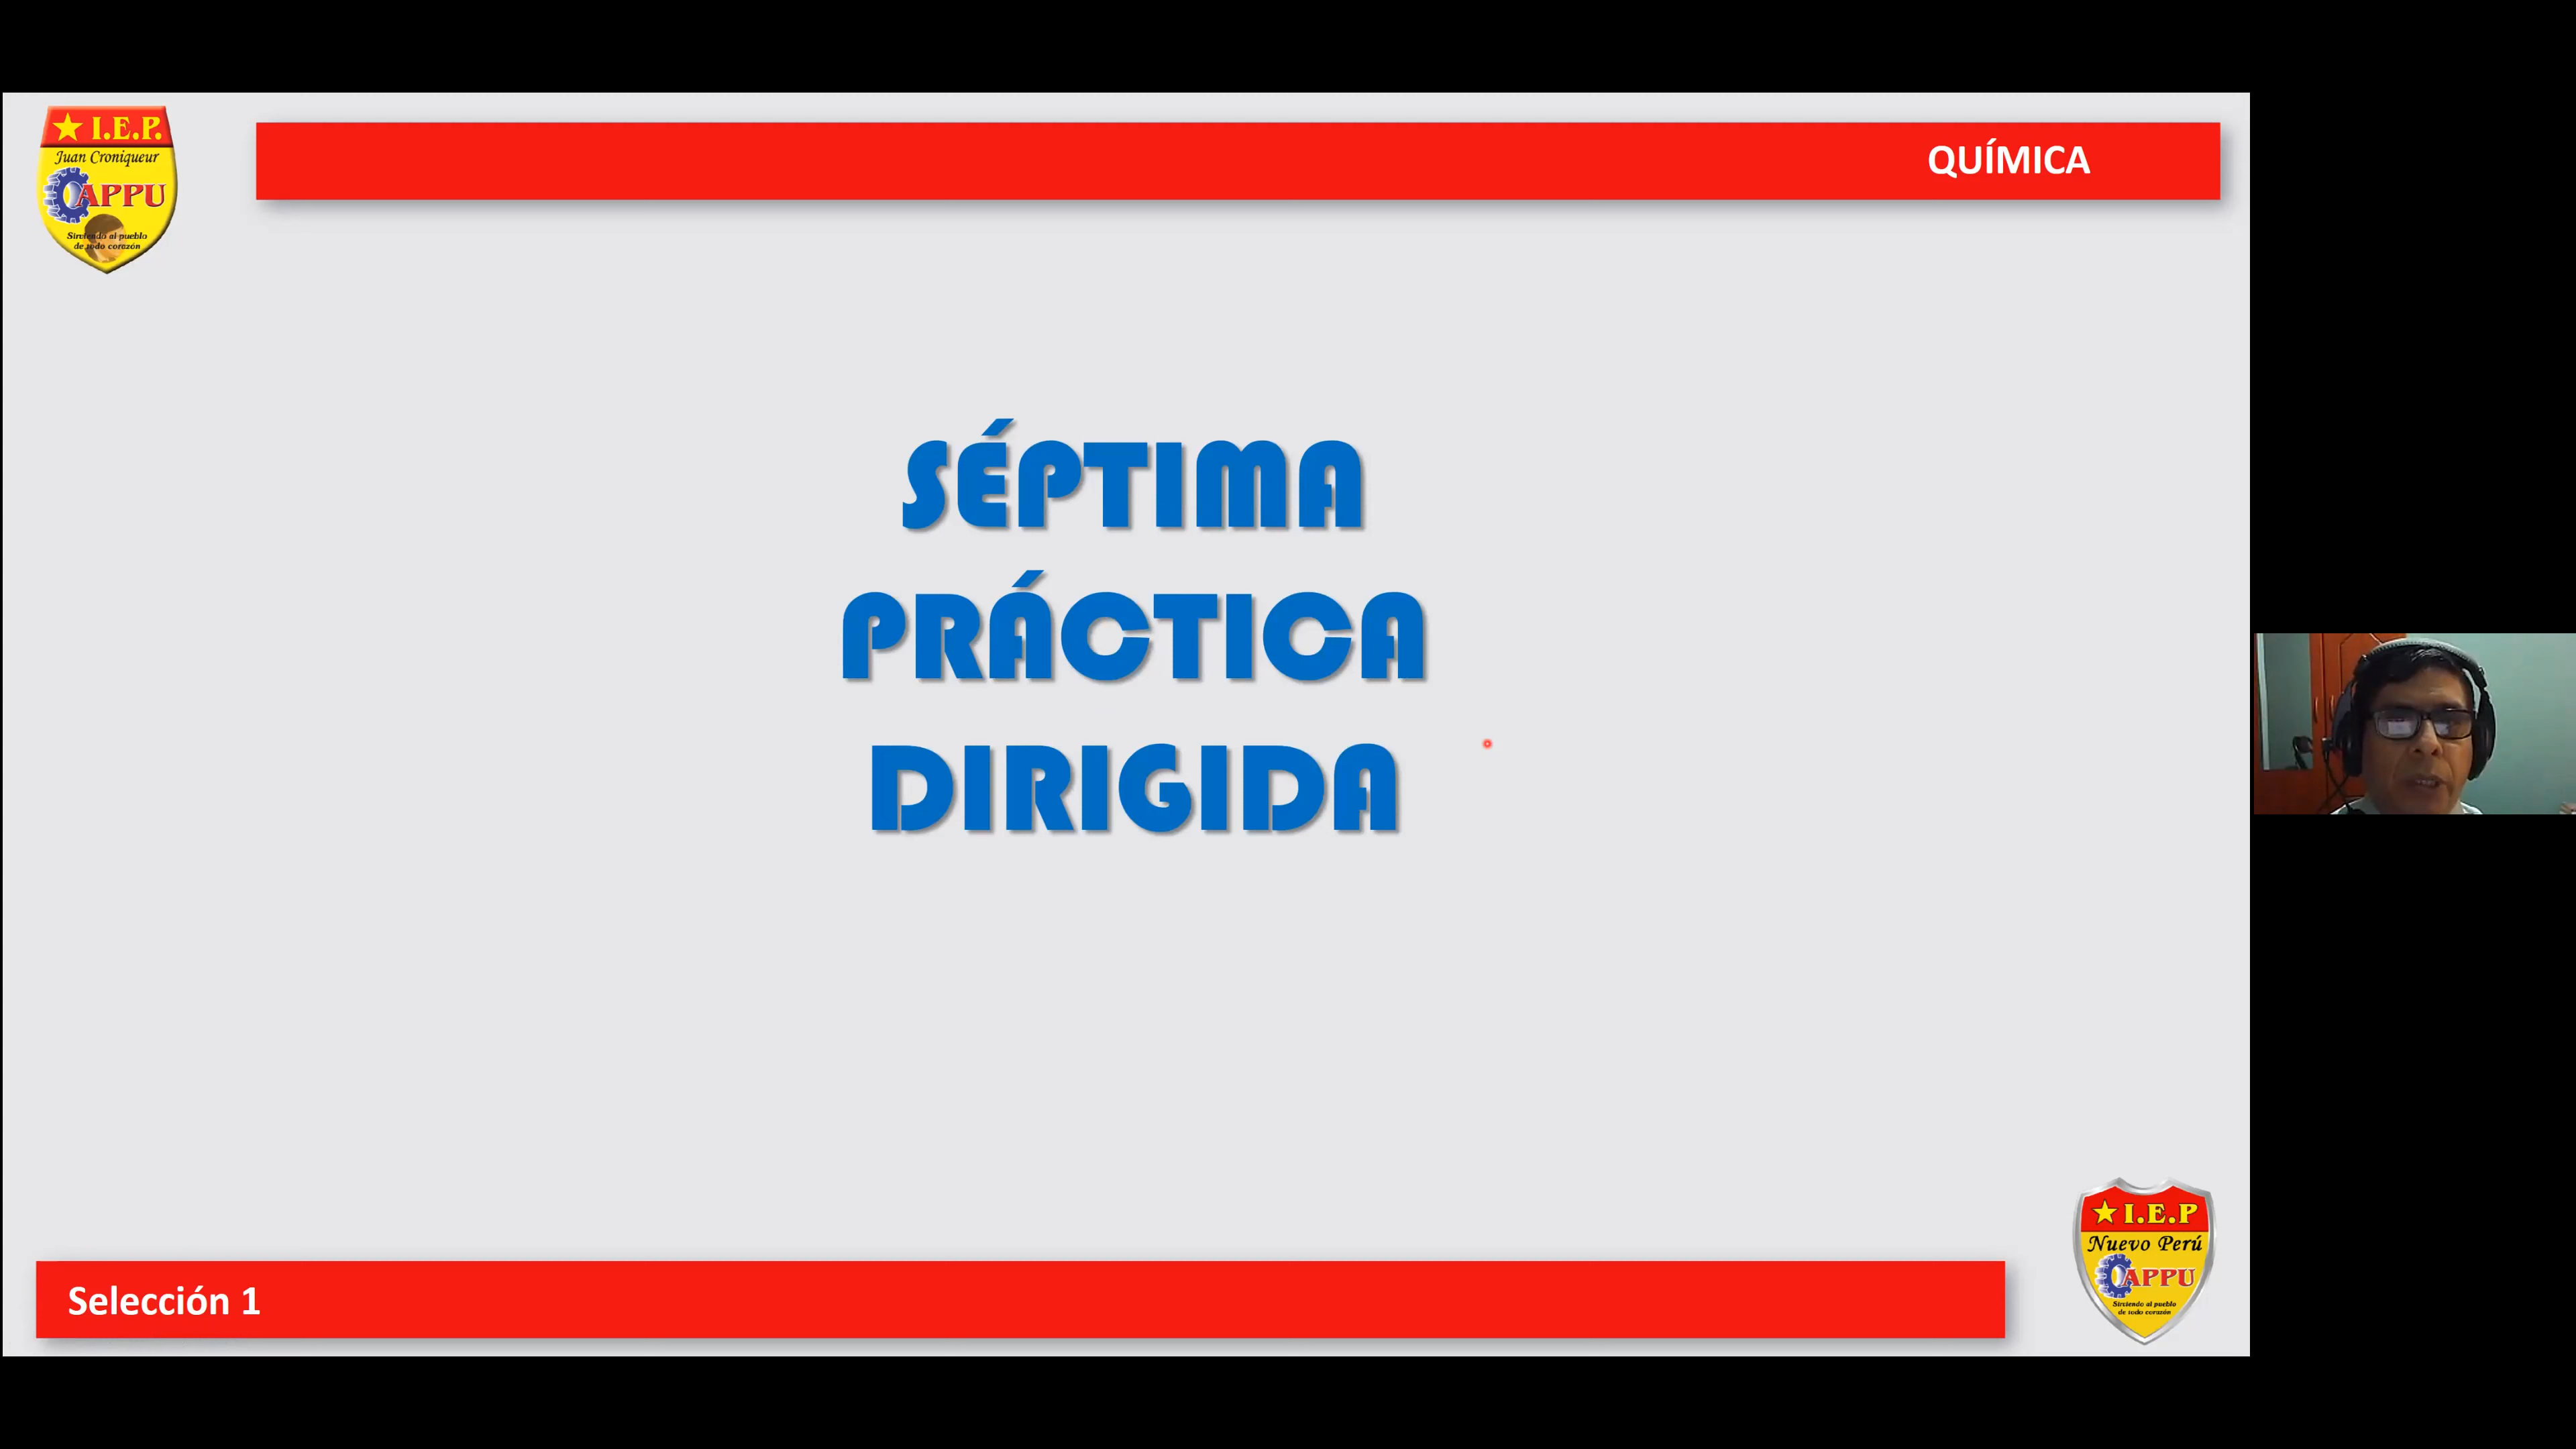 ★ I.E.P.
Juan Croniqueur
CAPPU
Sirviendo al pueblo
de todo corazón
QUÍMICA
SÉPTIMA
PRÁCTICA
DIRIGIDA
Selección 1
★ I.E.P
Nuevo Perú
CAPPU
Sirviendo al pueblo
de todo corazón